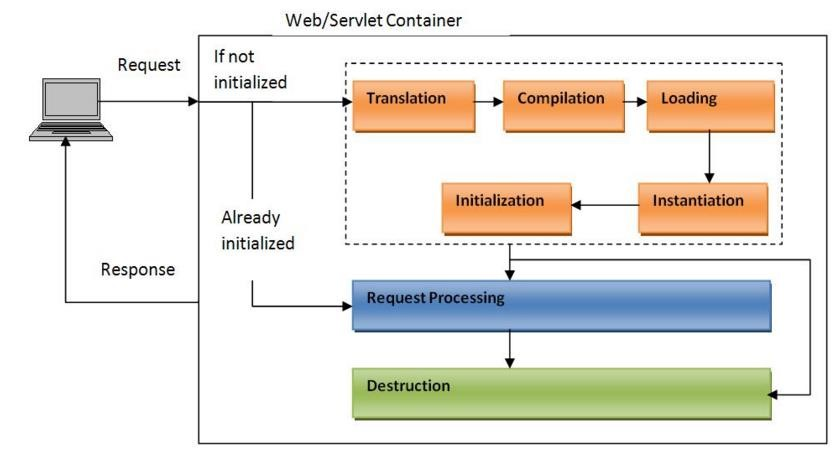 Web/Servlet Container
Request
If not
initialized
Translation
Compilation
Loading
Initialization
Instantiation
Already
initialized
Response
Request Processing
Destruction